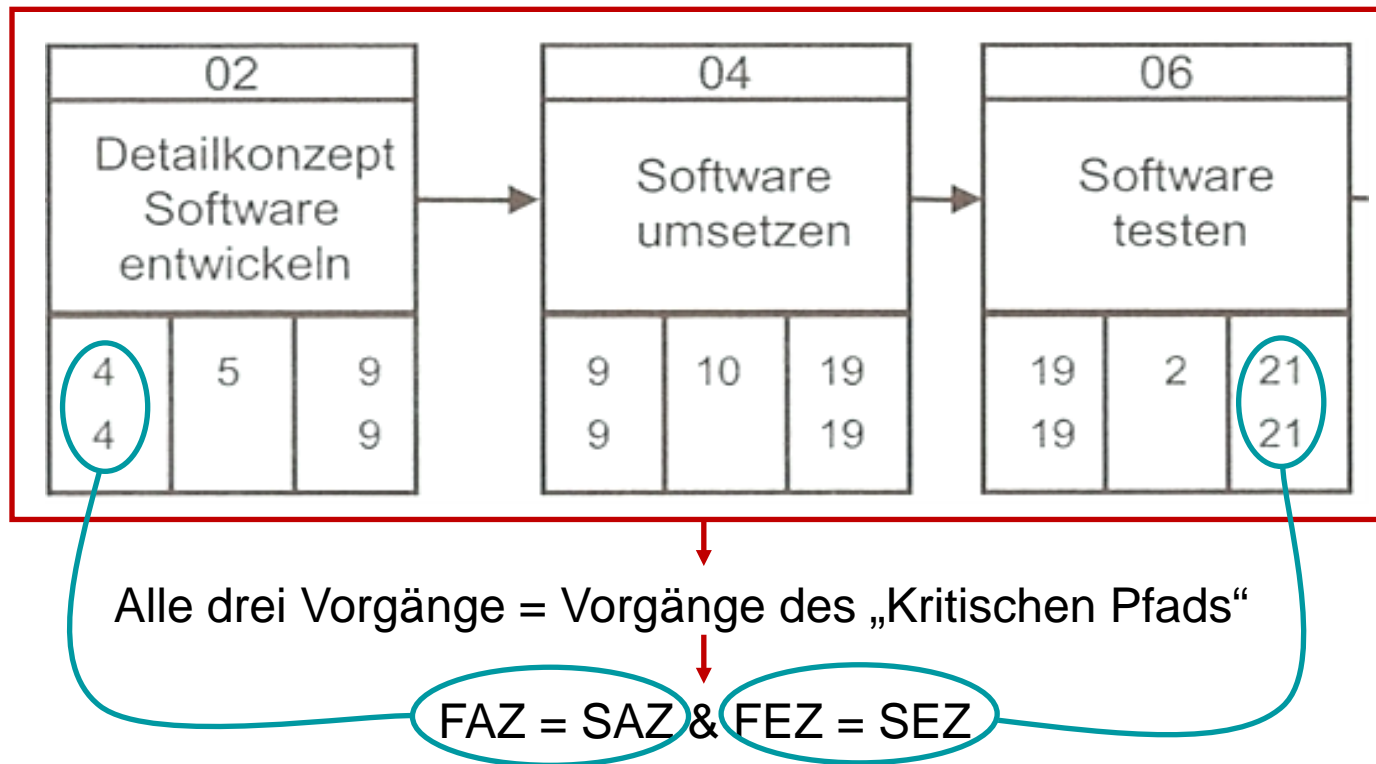 02
Detailkonzept
Software
entwickeln
4 5 9
4 9
04
Software
umsetzen
9 10 19
9 19
06
Software
testen
19 2 21
19 21
Alle drei Vorgänge = Vorgänge des „Kritischen Pfads“
FAZ = SAZ & FEZ = SEZ